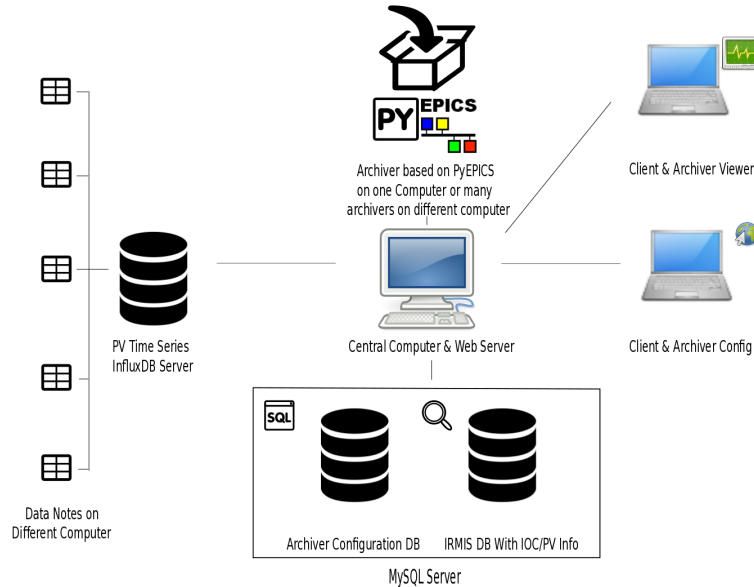 PY EPICS
Archiver based on PyEPICS
on one Computer or many
archivers on different computer
Client & Archiver Viewer
PV Time Series
InfluxDB Server
Central Computer & Web Server
Client & Archiver Config
SQL
Data Notes on
Different Computer
Archiver Configuration DB
IRMIS DB With IOC/PV Info
MySQL Server